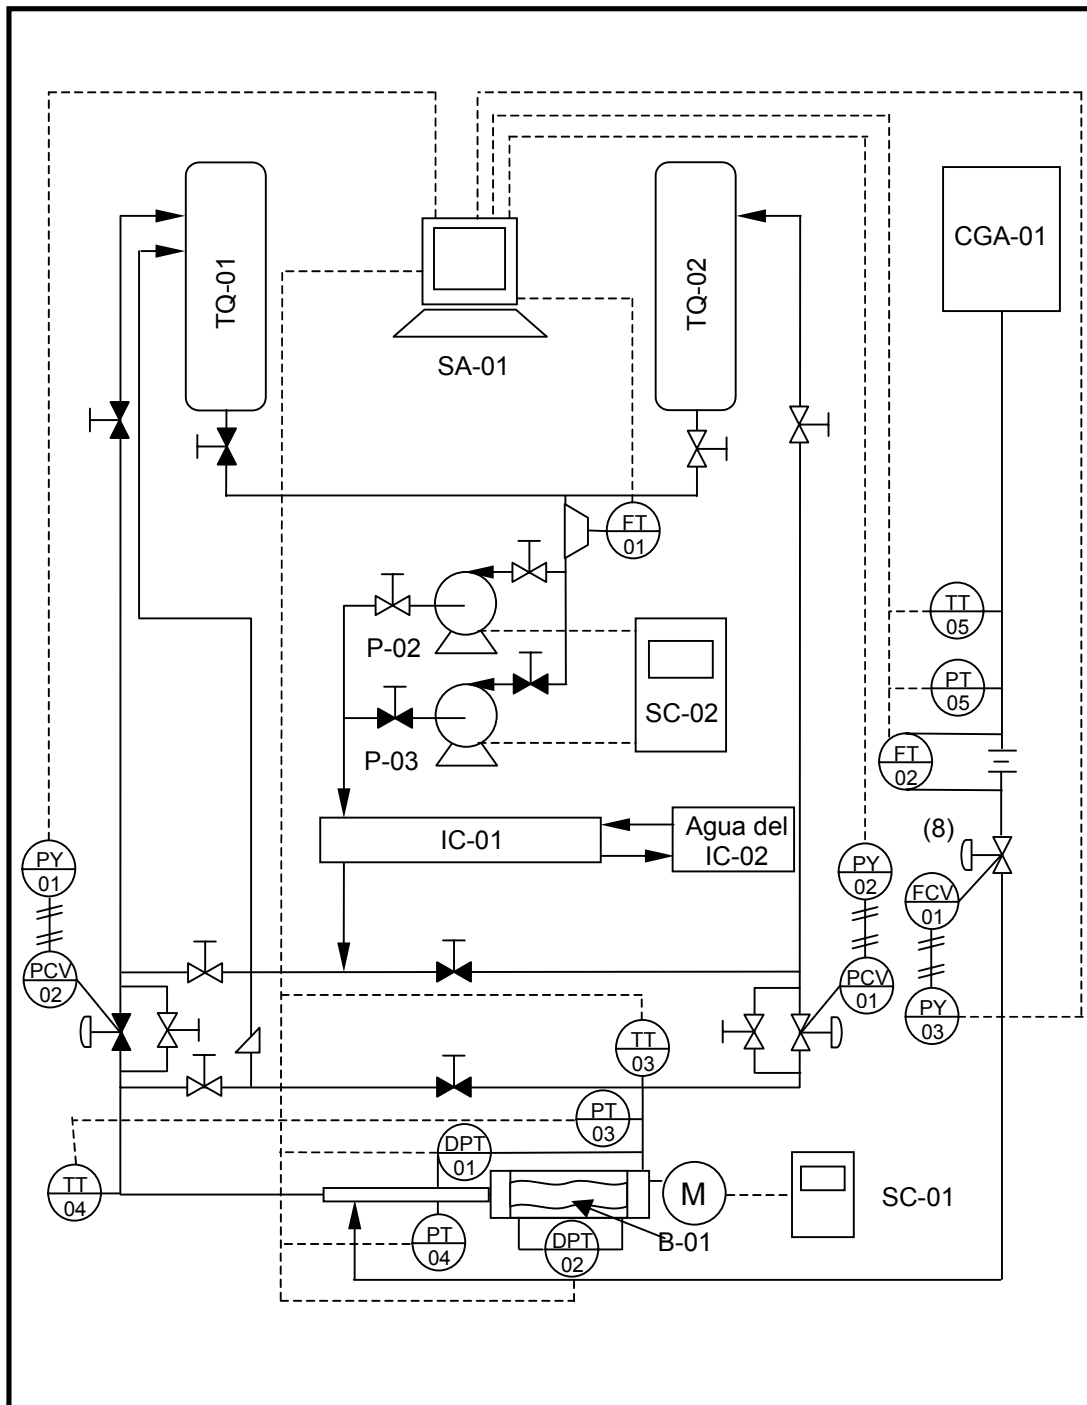 CGA-01
TQ-01
TQ-02
SA-01
FT
01
TT
05
P-02
PT
05
SC-02
P-03
FT
02
Agua del
IC-02
IC-01
(8)
PY
01
PY
02
FCV
01
PCV
02
PCV
01
PY
03
TT
03
PT
03
DPT
01
TT
04
M
SC-01
PT
04
DPT
02
B-01